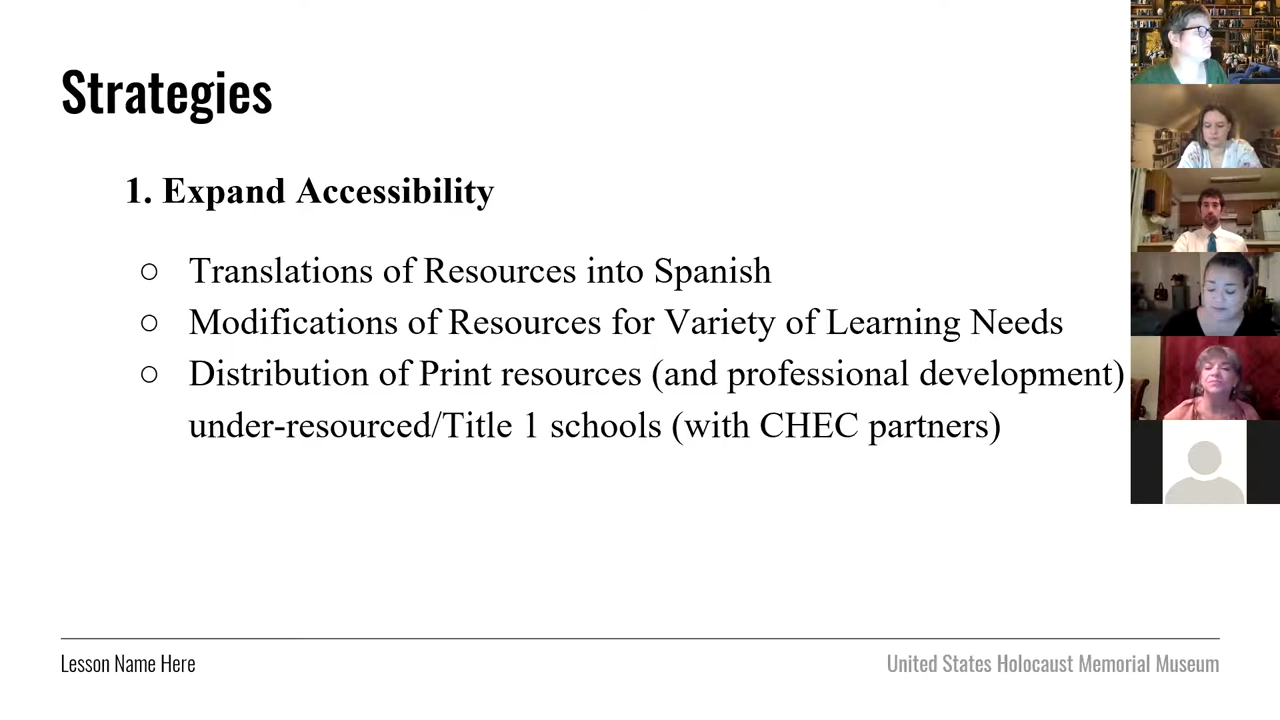 Strategies
1. Expand Accessibility
○ Translations of Resources into Spanish
○ Modifications of Resources for Variety of Learning Needs
○ Distribution of Print resources (and professional development)
under-resourced/Title 1 schools (with CHEC partners)
Lesson Name Here
United States Holocaust Memorial Museum